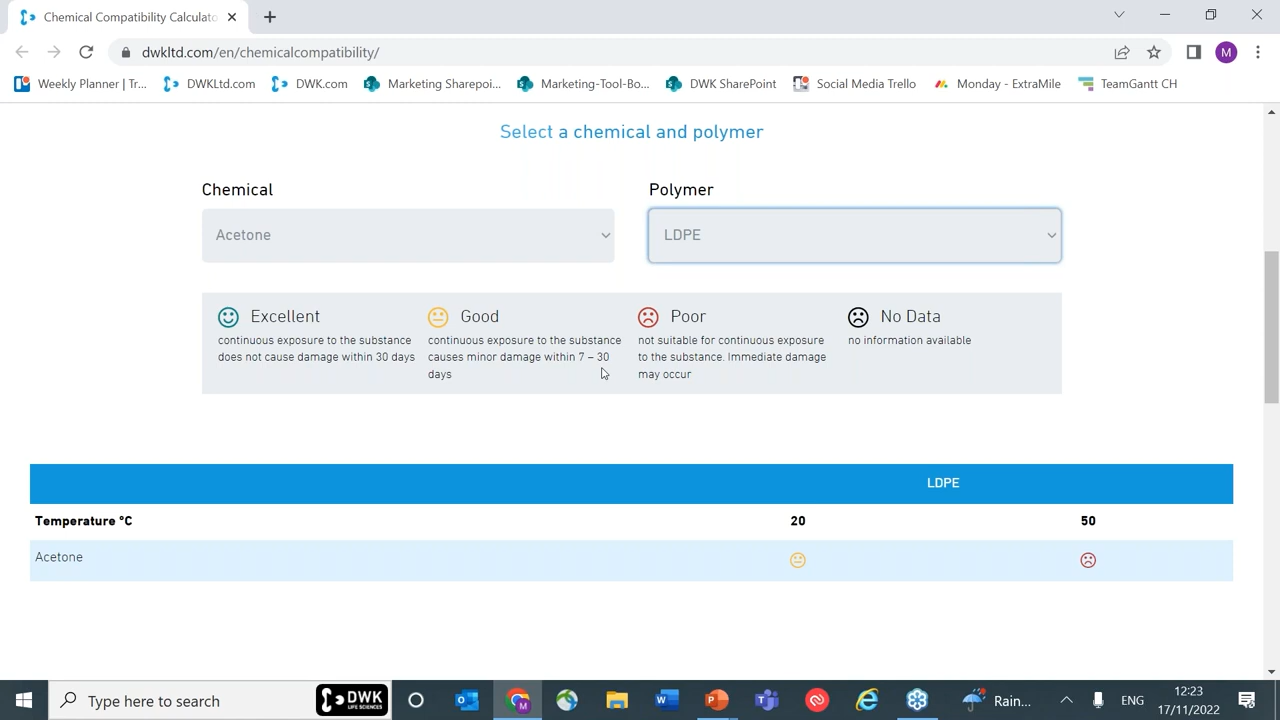 Chemical Compatibility Calculato
dwkltd.com/en/chemicalcompatibility/
M
Weekly Planner | Tr...
DWKLtd.com
DWK.com
Marketing Sharepoi...
Marketing-Tool-Bo...
DWK SharePoint
Social Media Trello
Monday - ExtraMile
TeamGantt CH
Select a chemical and polymer
Chemical
Polymer
Acetone
LDPE
Excellent
continuous exposure to the substance
does not cause damage within 30 days
Good
continuous exposure to the substance
causes minor damage within 7 – 30
days
Poor
not suitable for continuous exposure
to the substance. Immediate damage
may occur
No Data
no information available
LDPE
Temperature °C 20 50
Acetone
Type here to search
DWK
LIFE SCIENCES
Rain...
ENG
12:23
17/11/2022